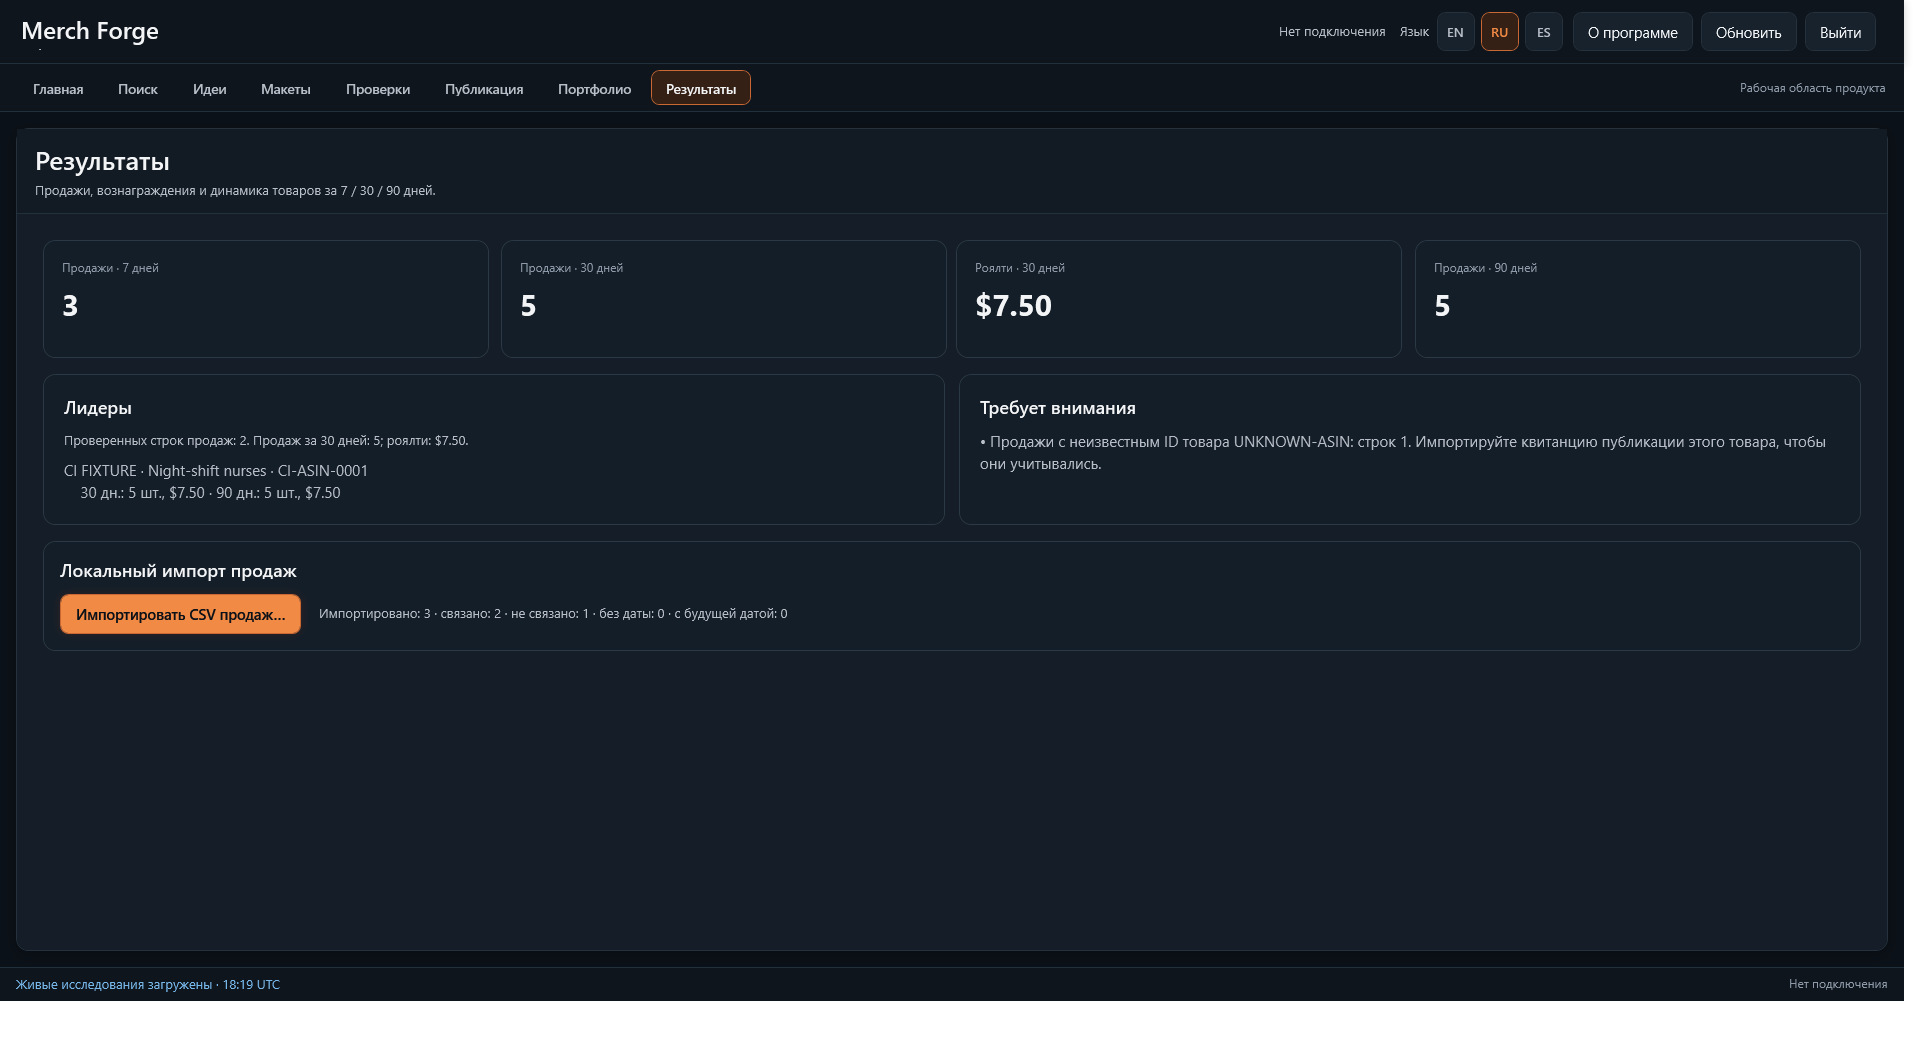 Merch Forge
Нет подключения
Язык
EN
RU
ES
О программе
Обновить
Выйти
Главная
Поиск
Идеи
Макеты
Проверки
Публикация
Портфолио
Результаты
Рабочая область продукта
Результаты
Продажи, вознаграждения и динамика товаров за 7 / 30 / 90 дней.
Продажи · 7 дней
3
Продажи · 30 дней
5
Роялти · 30 дней
$7.50
Продажи · 90 дней
5
Лидеры
Проверенных строк продаж: 2. Продаж за 30 дней: 5; роялти: $7.50.
CI FIXTURE · Night-shift nurses · CI-ASIN-0001
30 дн.: 5 шт., $7.50 · 90 дн.: 5 шт., $7.50
Требует внимания
• Продажи с неизвестным ID товара UNKNOWN-ASIN: строк 1. Импортируйте квитанцию публикации этого товара, чтобы
они учитывались.
Локальный импорт продаж
Импортировать CSV продаж...
Импортировано: 3 · связано: 2 · не связано: 1 · без даты: 0 · с будущей датой: 0
Живые исследования загружены · 18:19 UTC
Нет подключения